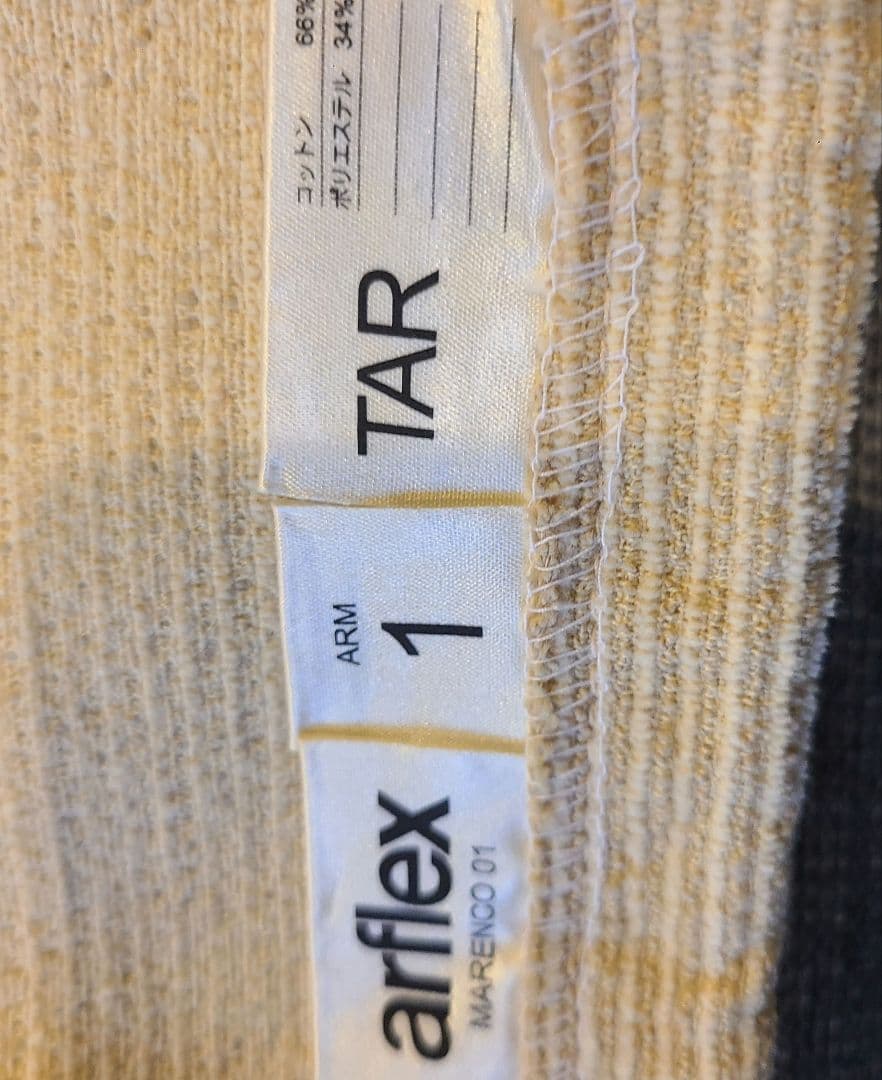 arflex
MARENCO 01
ARM
1
TAR
コットン 66%
ポリエステル 34%